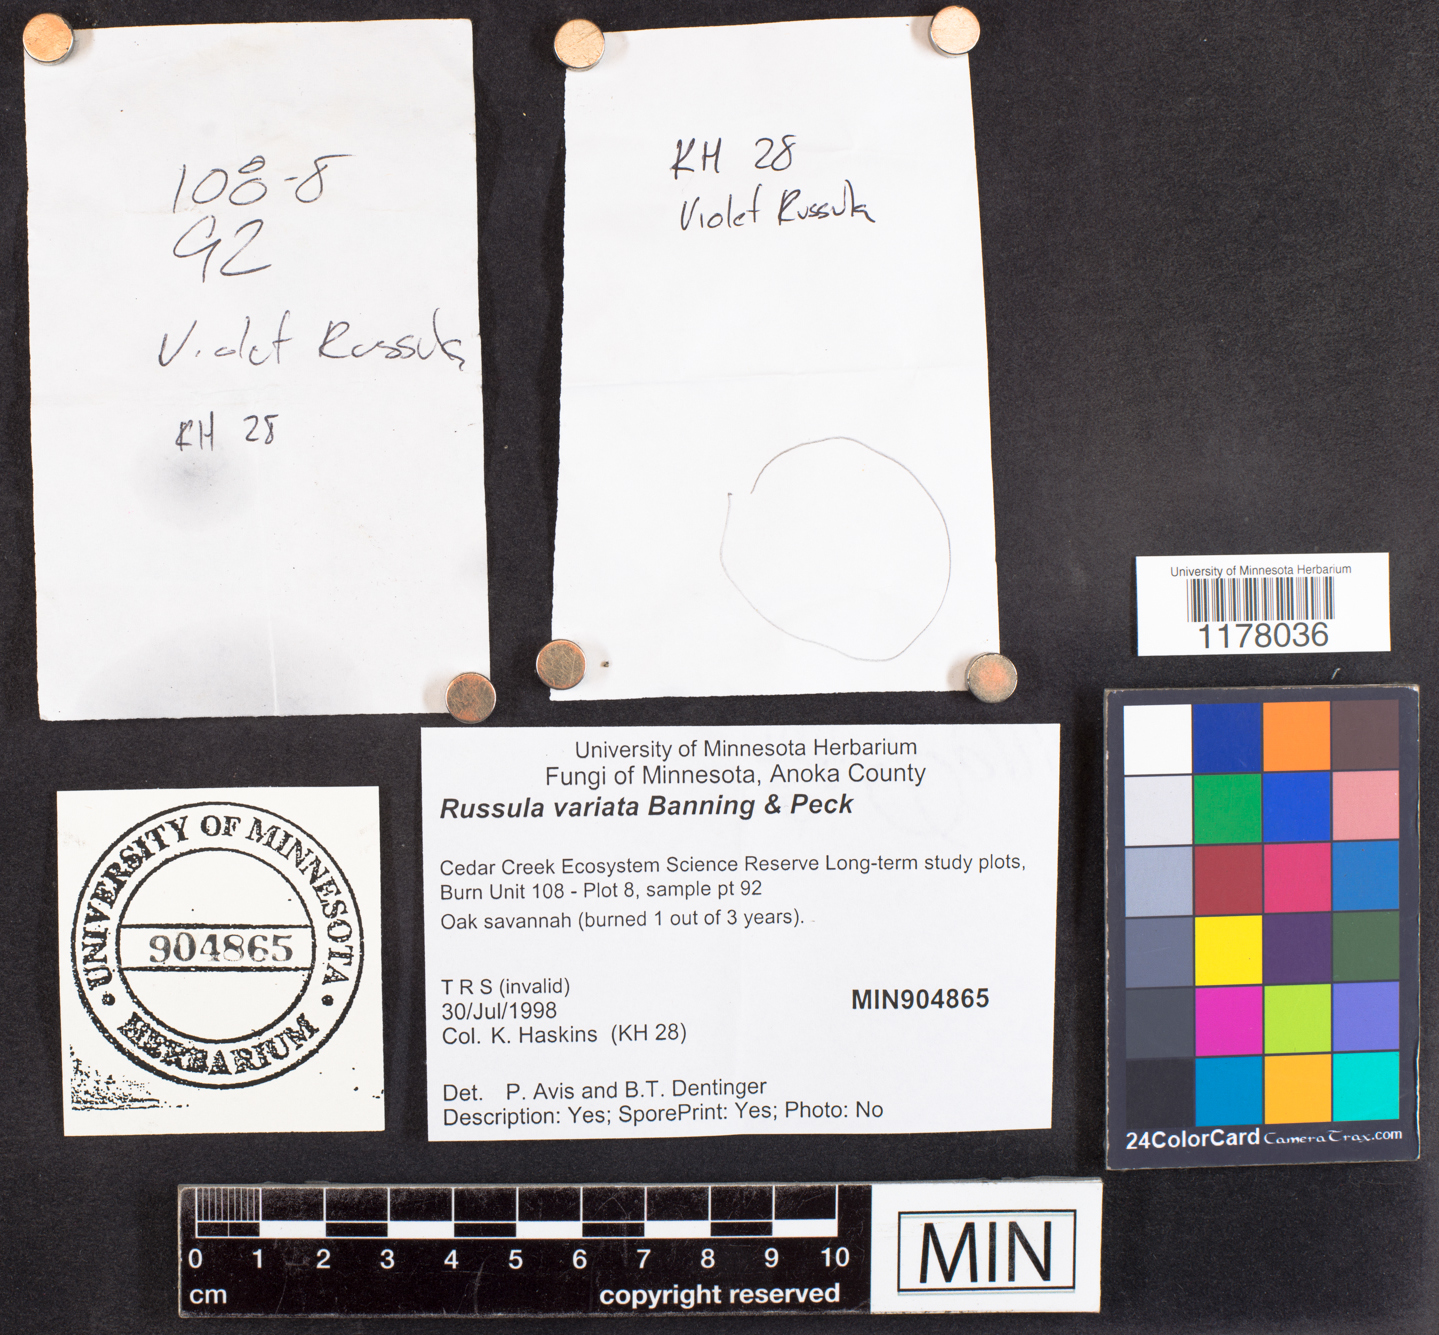 108-8
92
Violet Russula
KH 28
KH 28
Violet Russula
University of Minnesota Herbarium
1178036
University of Minnesota Herbarium
Fungi of Minnesota, Anoka County
Russula variata Banning & Peck
Cedar Creek Ecosystem Science Reserve Long-term study plots,
Burn Unit 108 - Plot 8, sample pt 92
Oak savannah (burned 1 out of 3 years).
T R S (invalid)
30/Jul/1998
MIN904865
Col. K. Haskins (KH 28)
Det. P. Avis and B.T. Dentinger
Description: Yes; SporePrint: Yes; Photo: No
UNIVERSITY OF MINNESOTA
904865
HERBARIUM
24ColorCard CameraTrax.com
0 1 2 3 4 5 6 7 8 9 10
cm
copyright reserved
MIN